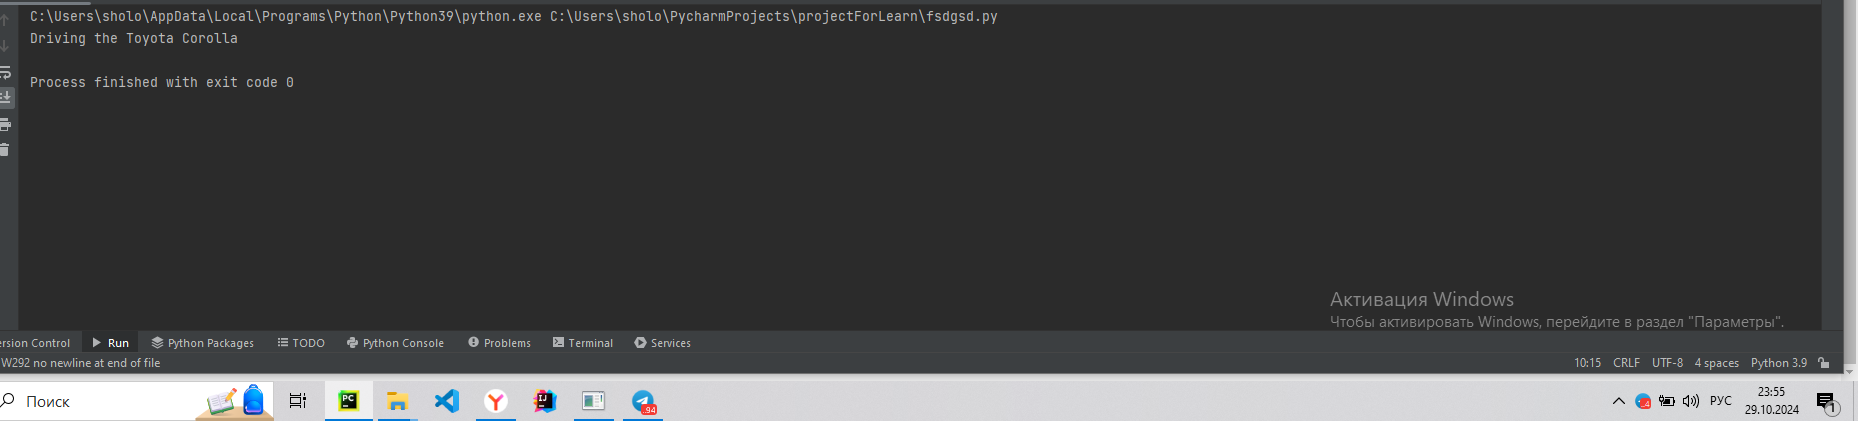 C:\Users\sholo\AppData\Local\Programs\Python\Python39\python.exe C:\Users\sholo\PycharmProjects\projectForLearn\fsdgsd.py
Driving the Toyota Corolla
Process finished with exit code 0
Активация Windows
Чтобы активировать Windows, перейдите в раздел "Параметры".
ersion Control Run Python Packages TODO Python Console Problems Terminal Services
W292 no newline at end of file 10:15 CRLF UTF-8 4 spaces Python 3.9
Поиск PC IJ 94 4 РУС 23:55
29.10.2024 1